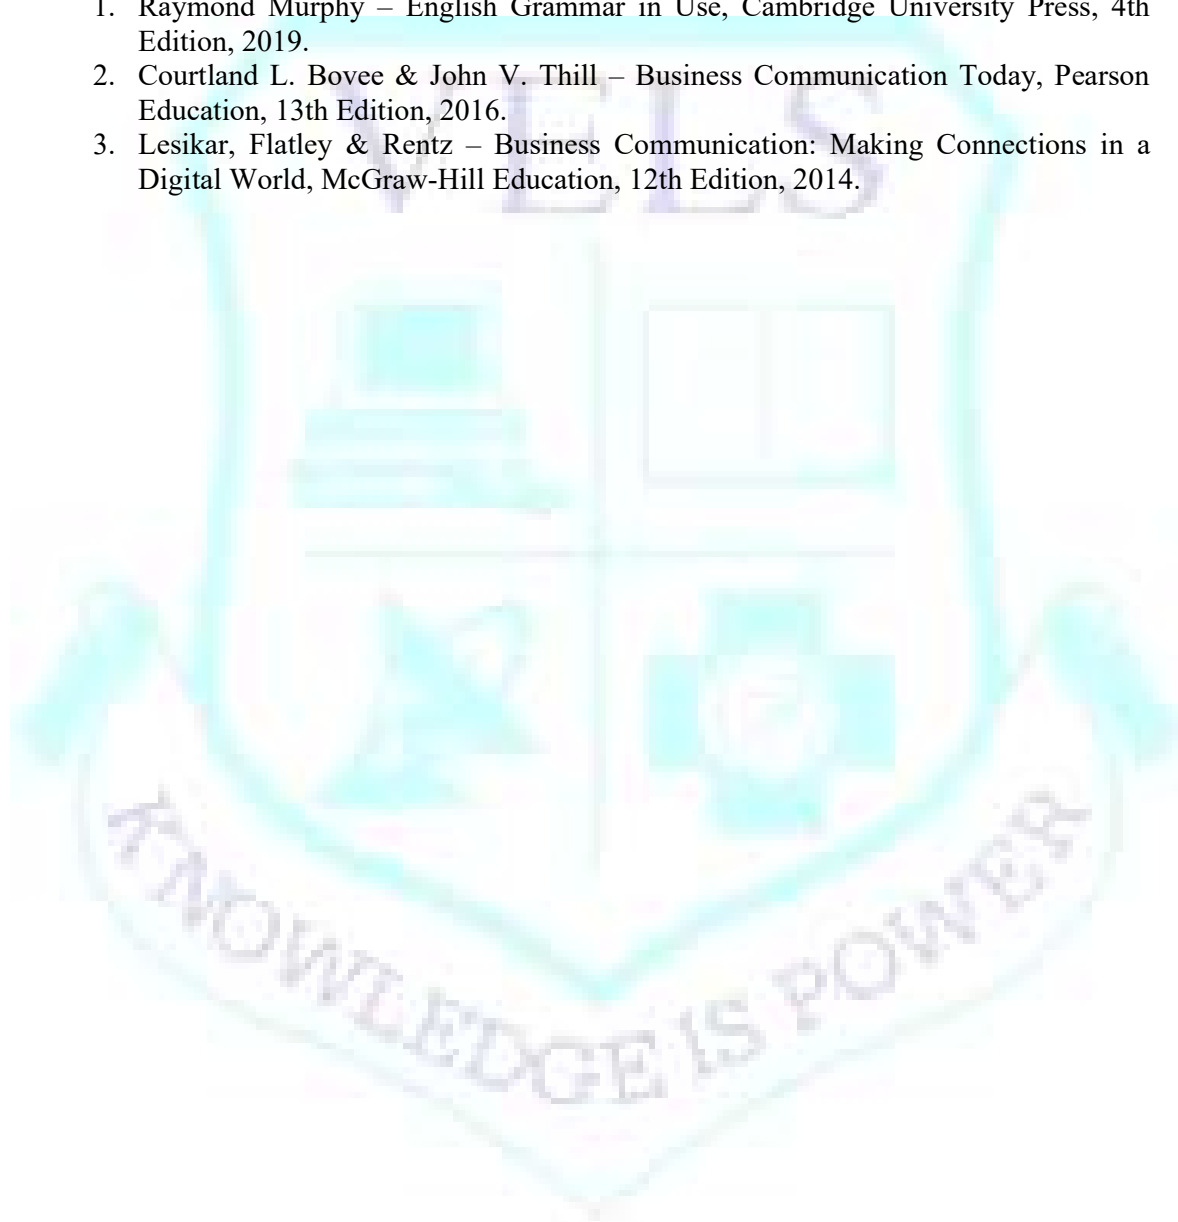 1. Raymond Murphy – English Grammar in Use, Cambridge University Press, 4th
Edition, 2019.
2. Courtland L. Bovee & John V. Thill – Business Communication Today, Pearson
Education, 13th Edition, 2016.
3. Lesikar, Flatley & Rentz – Business Communication: Making Connections in a
Digital World, McGraw-Hill Education, 12th Edition, 2014.
VELS
KNOWLEDGE IS POWER